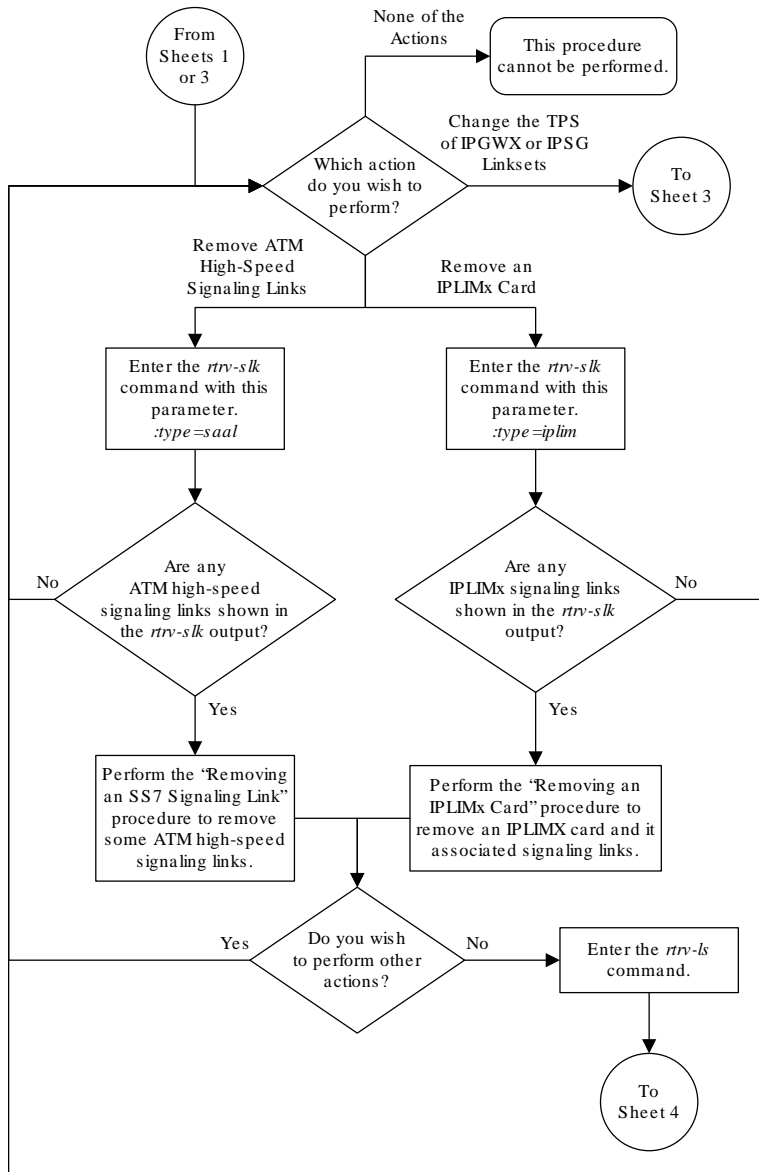 From
Sheets 1
or 3
None of the
Actions
This procedure
cannot be performed.
Which action
do you wish to
perform?
Change the TPS
of IPGWX or IPSG
Linksets
To
Sheet 3
Remove ATM
High-Speed
Signaling Links
Remove an
IPLIMx Card
Enter the rtrv-slk
command with this
parameter.
:type=saal
Enter the rtrv-slk
command with this
parameter.
:type=iplim
No
Are any
ATM high-speed
signaling links shown in
the rtrv-slk output?
Are any
IPLIMx signaling links
shown in the rtrv-slk
output?
No
Yes
Yes
Perform the “Removing
an SS7 Signaling Link”
procedure to remove
some ATM high-speed
signaling links.
Perform the “Removing an
IPLIMx Card” procedure to
remove an IPLIMX card and it
associated signaling links.
Yes
Do you wish
to perform other
actions?
No
Enter the rtrv-ls
command.
To
Sheet 4